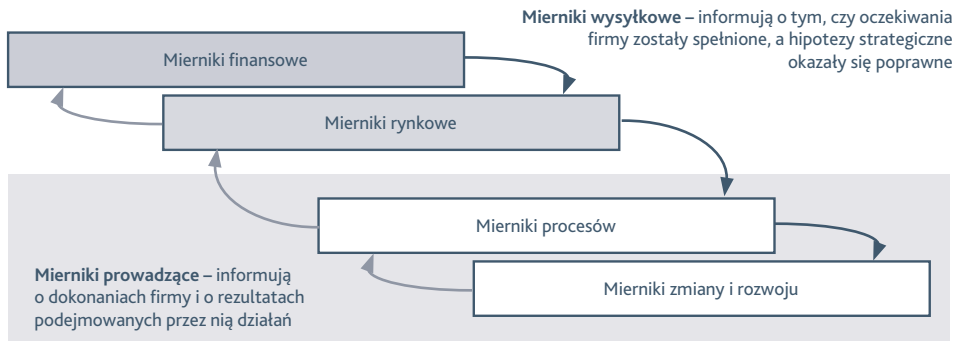 Mierniki wysyłkowe – informują o tym, czy oczekiwania
firmy zostały spełnione, a hipotezy strategiczne
okazały się poprawne
Mierniki finansowe
Mierniki rynkowe
Mierniki procesów
Mierniki zmiany i rozwoju
Mierniki prowadzące – informują
o dokonaniach firmy i o rezultatach
podejmowanych przez nią działań